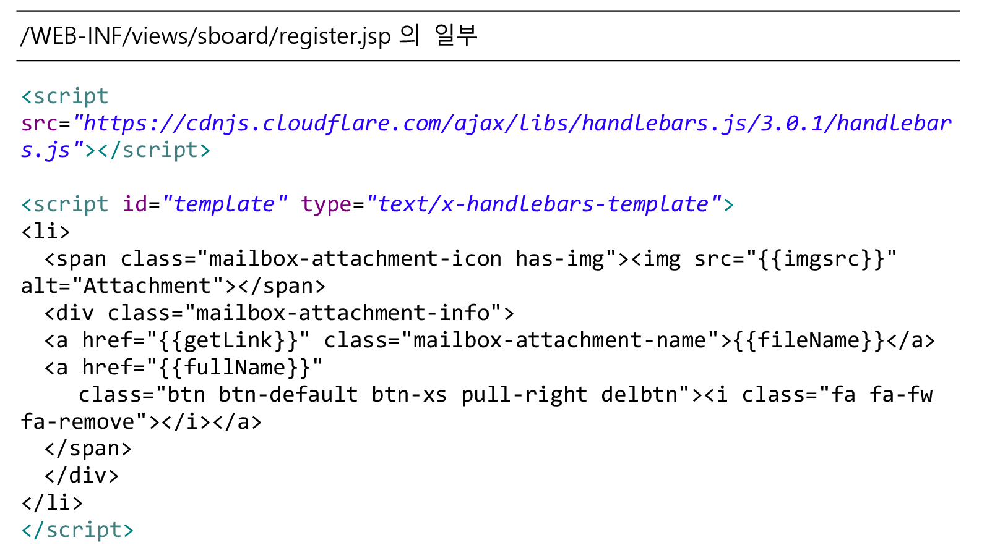 /WEB-INF/views/sboard/register.jsp 의 일부
<script
src="https://cdnjs.cloudflare.com/ajax/libs/handlebars.js/3.0.1/handlebar
s.js"></script>
<script id="template" type="text/x-handlebars-template">
<li>
  <span class="mailbox-attachment-icon has-img"><img src="{{imgsrc}}"
alt="Attachment"></span>
  <div class="mailbox-attachment-info">
  <a href="{{getLink}}" class="mailbox-attachment-name">{{fileName}}</a>
  <a href="{{fullName}}"
     class="btn btn-default btn-xs pull-right delbtn"><i class="fa fa-fw
fa-remove"></i></a>
  </span>
  </div>
</li>
</script>